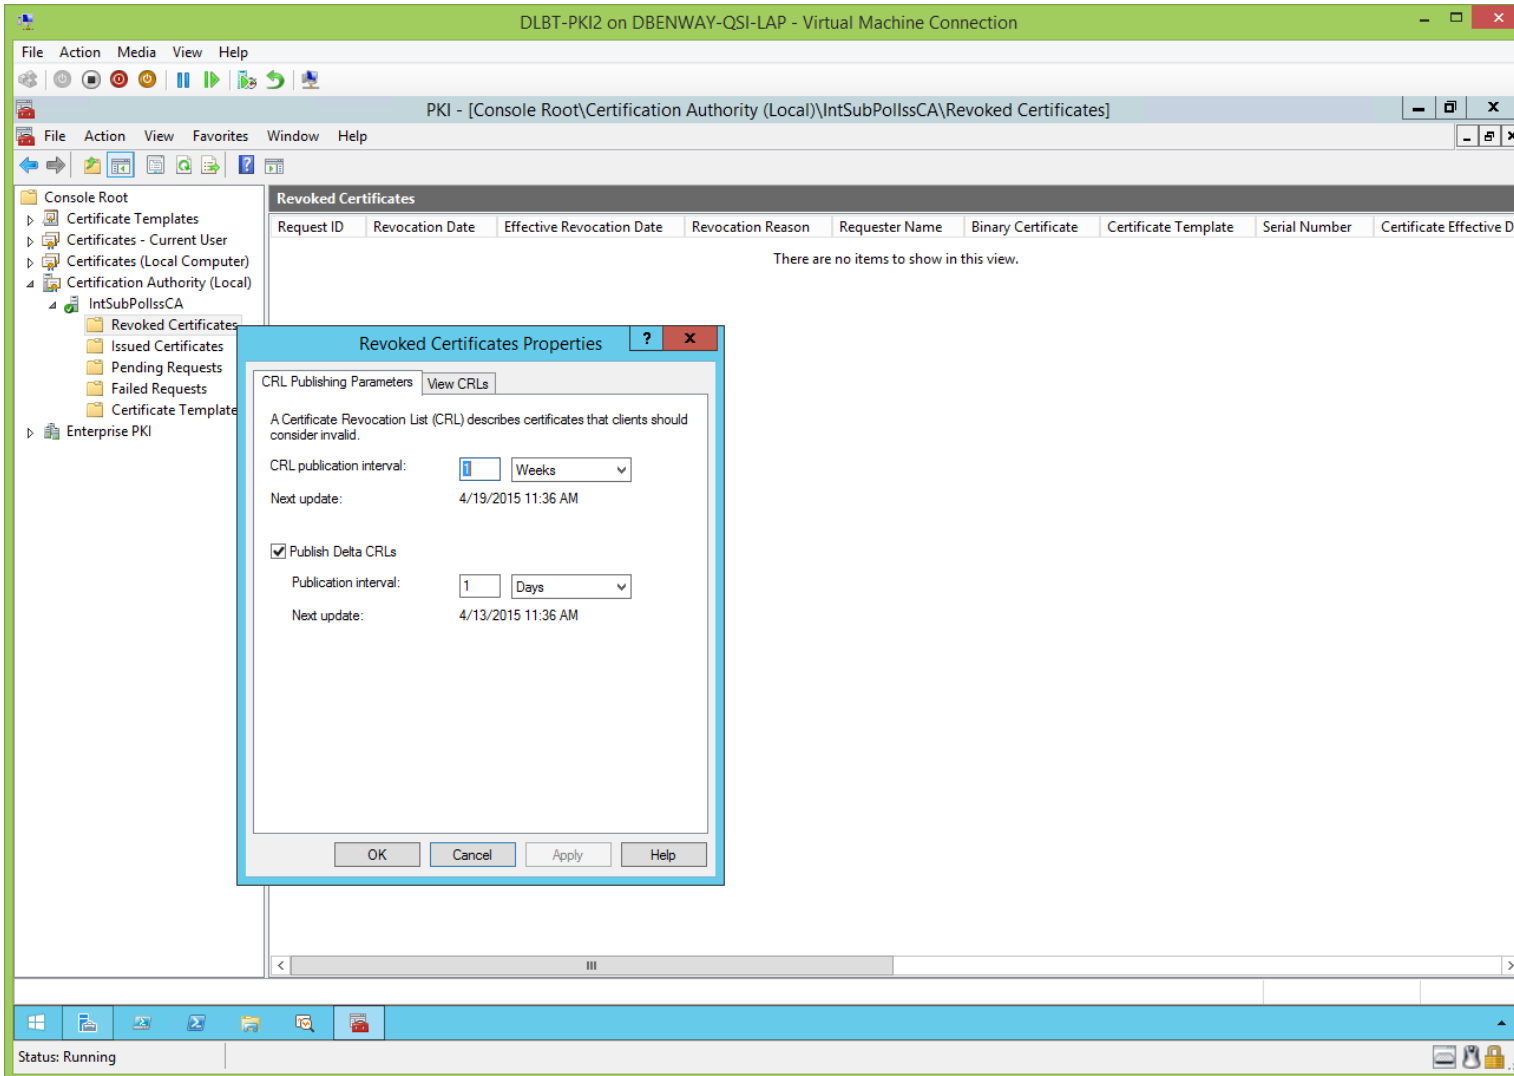 DLBT-PKI2 on DBENWAY-QSI-LAP - Virtual Machine Connection
File Action Media View Help
PKI - [Console Root\Certification Authority (Local)\IntSubPolIssCA\Revoked Certificates]
File Action View Favorites Window Help
Console Root
Certificate Templates
Certificates - Current User
Certificates (Local Computer)
Certification Authority (Local)
IntSubPolIssCA
Revoked Certificates
Issued Certificates
Pending Requests
Failed Requests
Certificate Template
Enterprise PKI
Revoked Certificates
Request ID Revocation Date Effective Revocation Date Revocation Reason Requester Name Binary Certificate Certificate Template Serial Number Certificate Effective D
There are no items to show in this view.
Revoked Certificates Properties
CRL Publishing Parameters View CRLs
A Certificate Revocation List (CRL) describes certificates that clients should
consider invalid.
CRL publication interval: 1 Weeks
Next update: 4/19/2015 11:36 AM
Publish Delta CRLs
Publication interval: 1 Days
Next update: 4/13/2015 11:36 AM
OK Cancel Apply Help
Status: Running